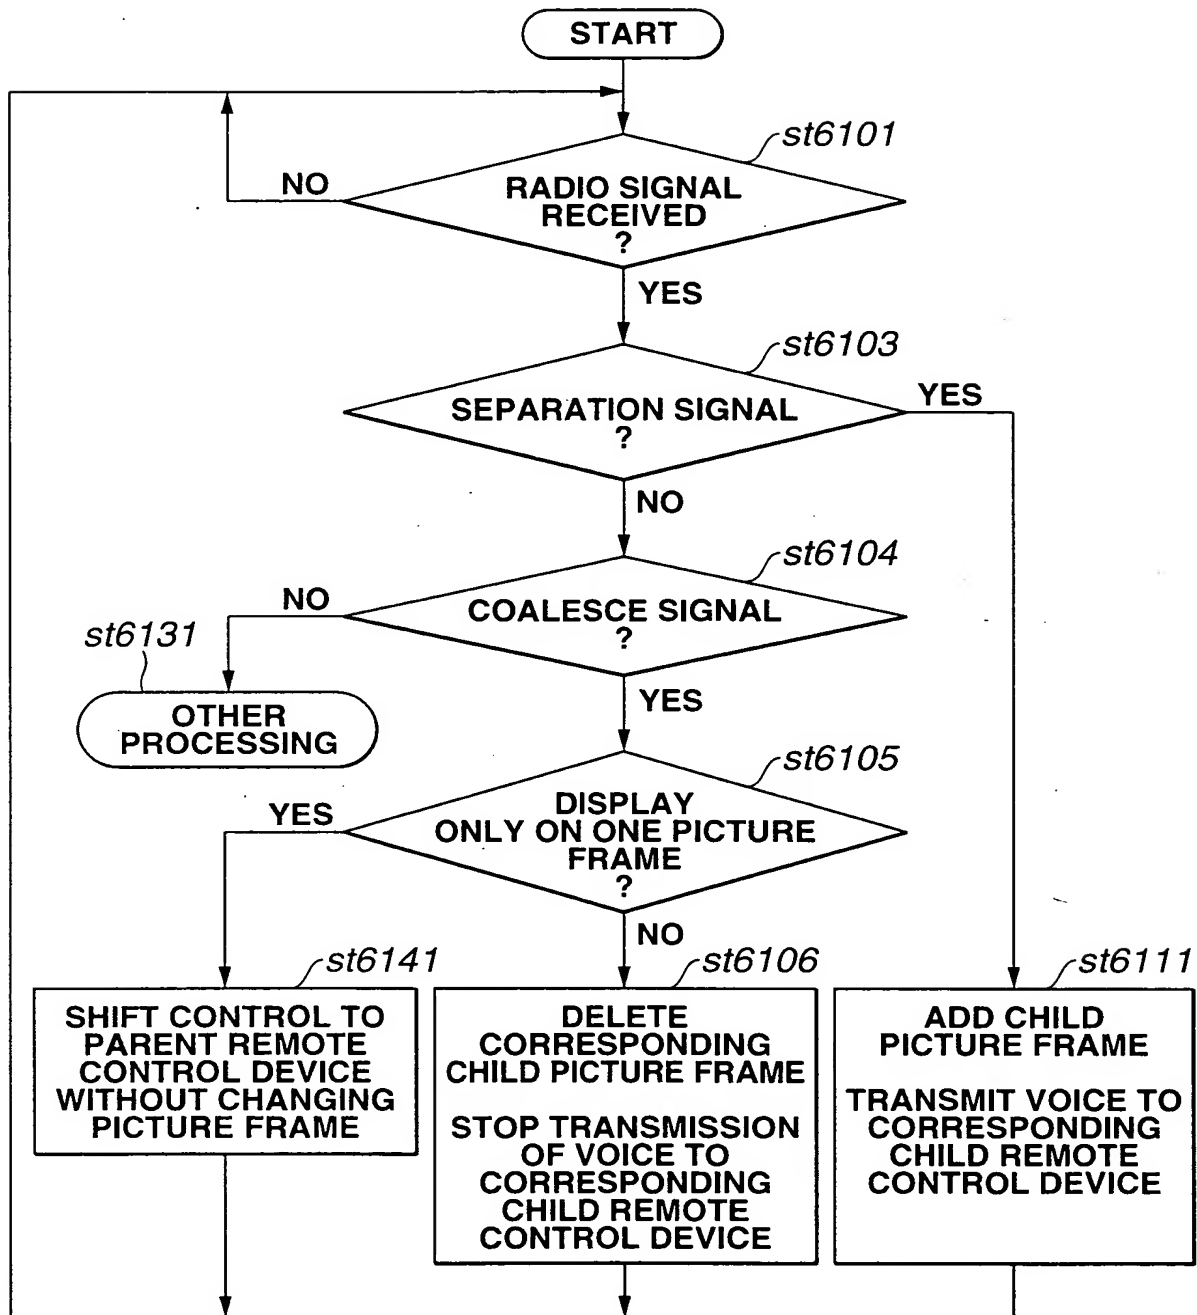 START
st6101
NO
RADIO SIGNAL
RECEIVED
?
YES
st6103
SEPARATION SIGNAL
?
YES
NO
st6104
NO
COALESCE SIGNAL
?
st6131
OTHER
PROCESSING
YES
st6105
YES
DISPLAY
ONLY ON ONE PICTURE
FRAME
?
NO
st6141
SHIFT CONTROL TO
PARENT REMOTE
CONTROL DEVICE
WITHOUT CHANGING
PICTURE FRAME
st6106
DELETE
CORRESPONDING
CHILD PICTURE FRAME
STOP TRANSMISSION
OF VOICE TO
CORRESPONDING
CHILD REMOTE
CONTROL DEVICE
st6111
ADD CHILD
PICTURE FRAME
TRANSMIT VOICE TO
CORRESPONDING
CHILD REMOTE
CONTROL DEVICE